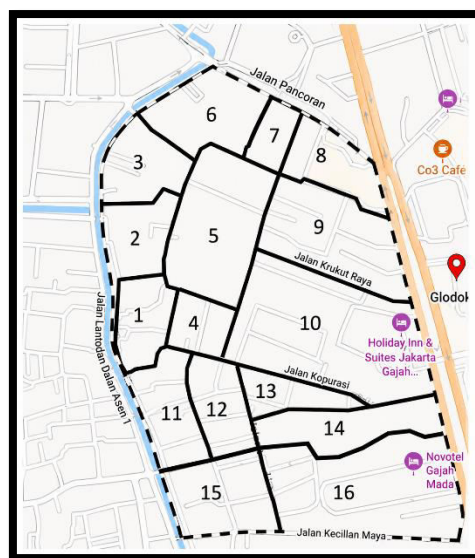 Jalan Pancoran
6
7
8
Co3 Cafe
3
9
5
2
Jalan Krukut Raya
Glodok
1
4
10
Holiday Inn &
Suites Jakarta
Gajah...
Jalan Lantodan Dalan Asen 1
Jalan Kopurasi
13
11
12
14
Novotel
Gajah
Mada
15
16
Jalan Kecillan Maya